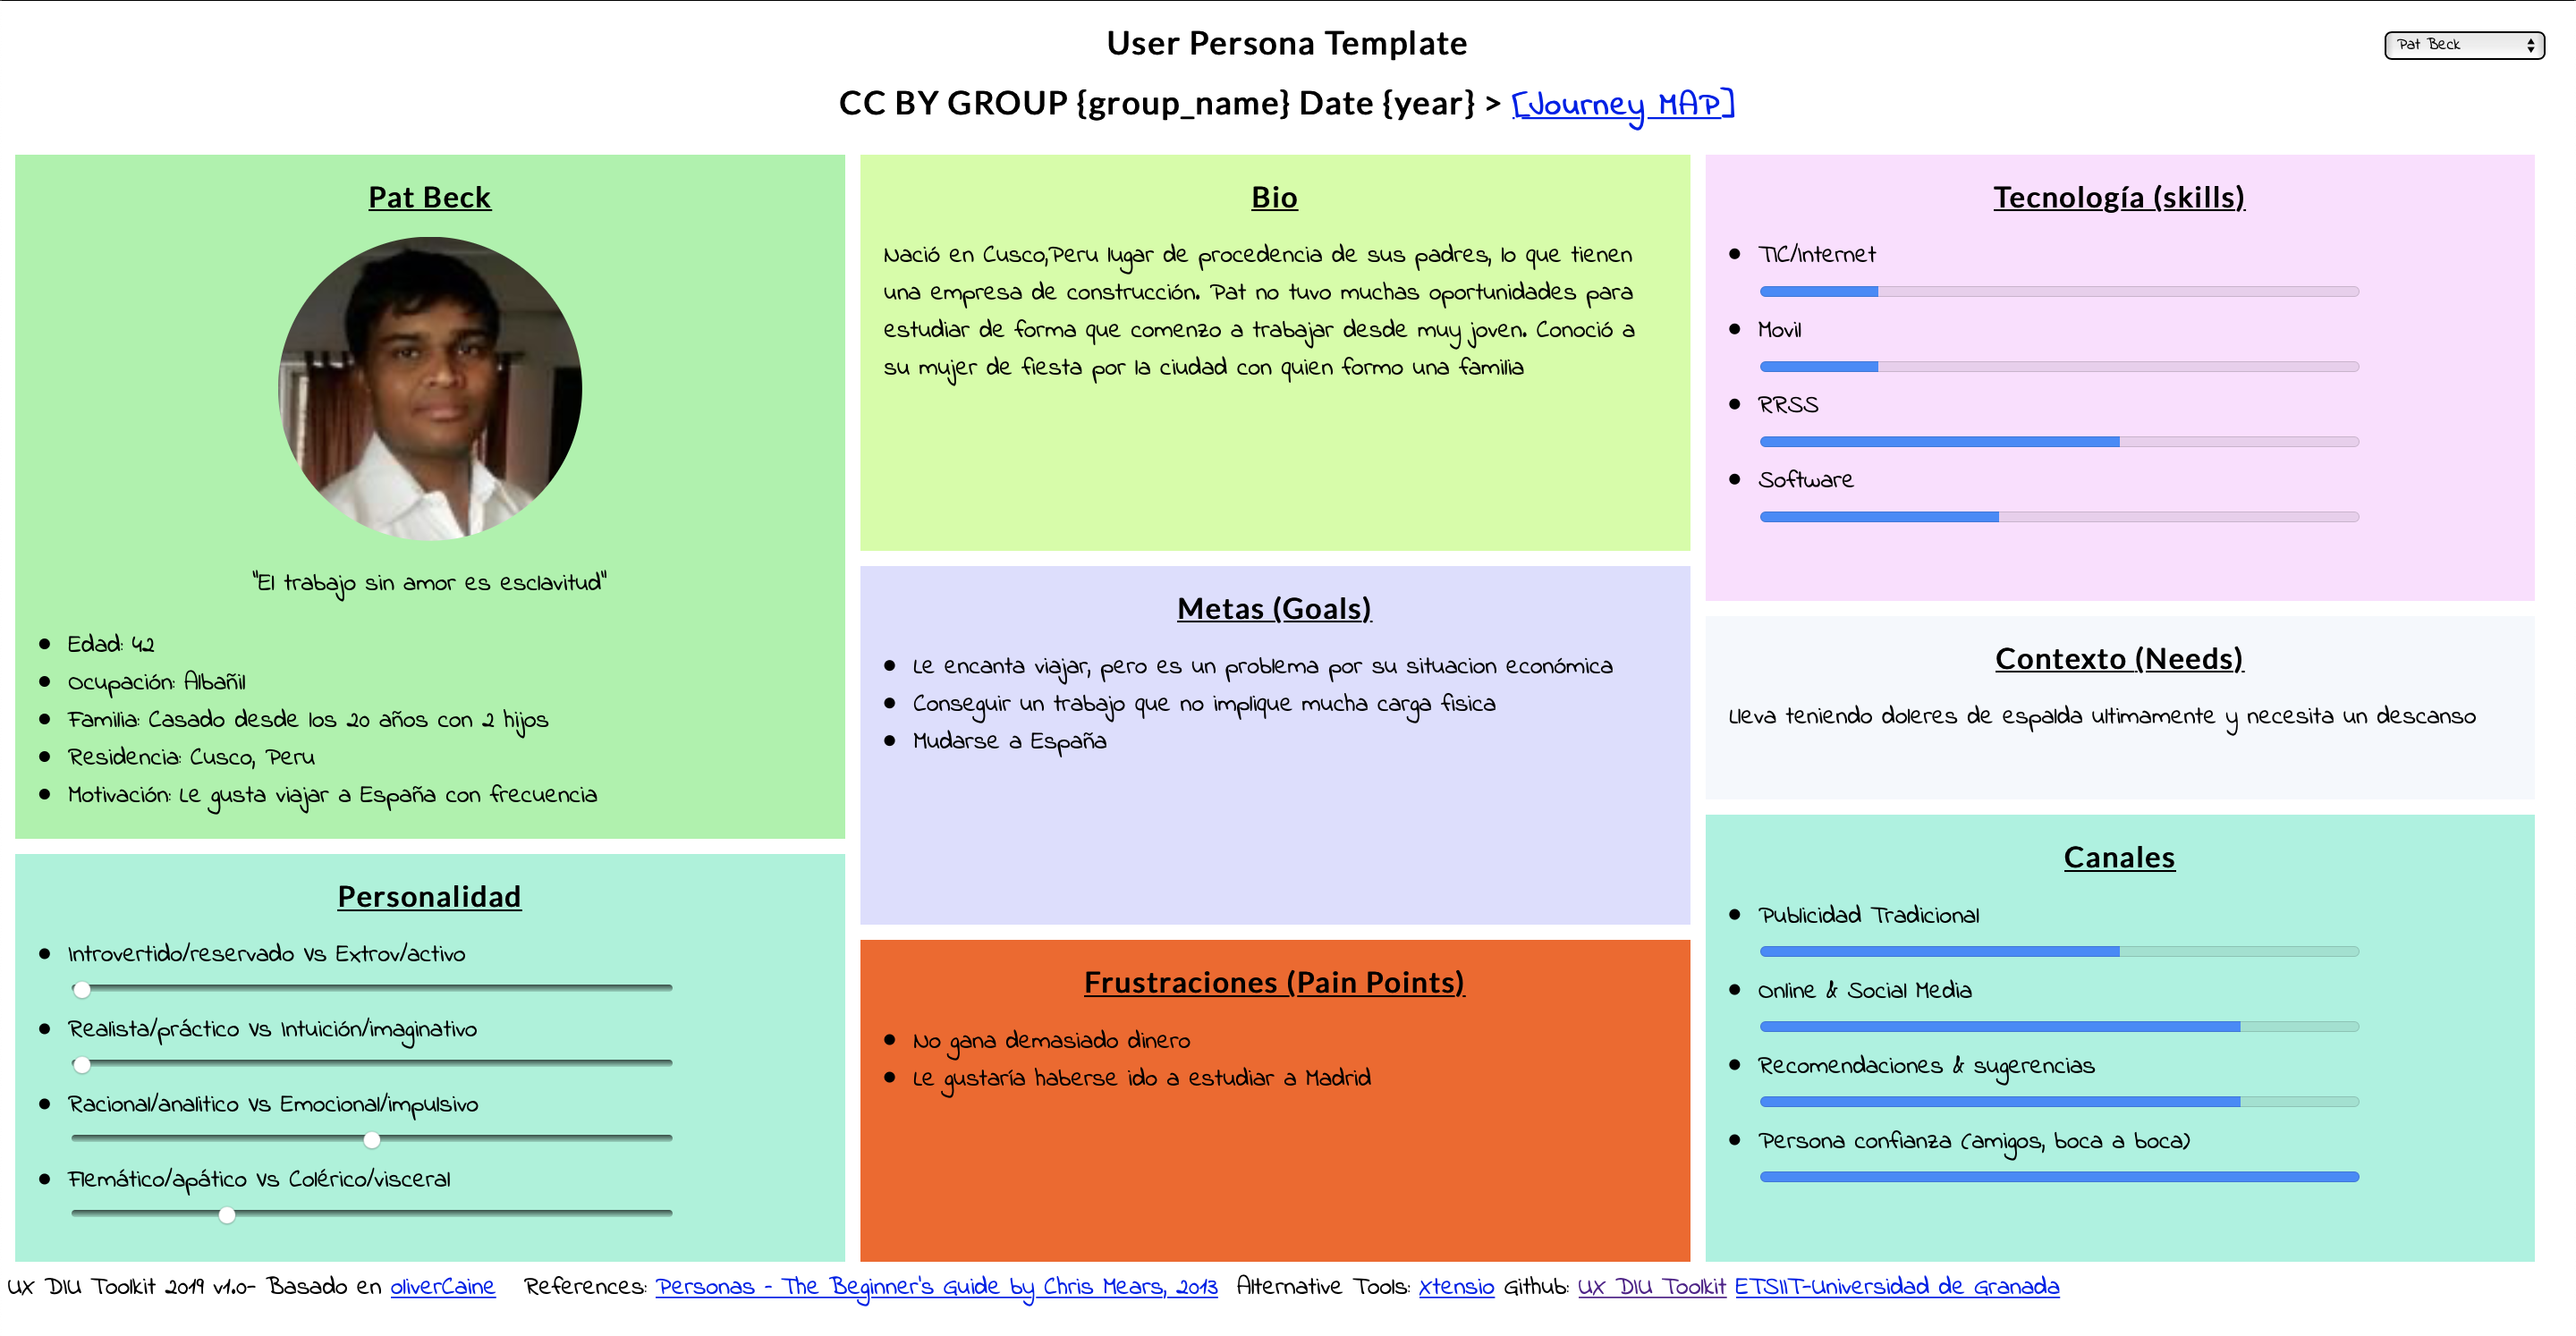 User Persona Template
Pat Beck
CC BY GROUP {group_name} Date {year} > [Journey MAP]
Pat Beck
"El trabajo sin amor es esclavitud"
Edad: 42
Ocupación: Albañil
Familia: Casado desde los 20 años con 2 hijos
Residencia: Cusco, Peru
Motivación: Le gusta viajar a España con frecuencia
Personalidad
Introvertido/reservado Vs Extrov/activo
Realista/práctico Vs Intuición/imaginativo
Racional/analitico Vs Emocional/impulsivo
Flemático/apático Vs Colérico/visceral
Bio
Nació en Cusco,Peru lugar de procedencia de sus padres, lo que tienen
una empresa de construcción. Pat no tuvo muchas oportunidades para
estudiar de forma que comenzo a trabajar desde muy joven. Conoció a
su mujer de fiesta por la ciudad con quien formo una familia
Metas (Goals)
Le encanta viajar, pero es un problema por su situacion económica
Conseguir un trabajo que no implique mucha carga fisica
Mudarse a España
Frustraciones (Pain Points)
No gana demasiado dinero
Le gustaría haberse ido a estudiar a Madrid
Tecnología (skills)
TIC/Internet
Movil
RRSS
Software
Contexto (Needs)
Lleva teniendo doleres de espalda ultimamente y necesita un descanso
Canales
Publicidad Tradicional
Online & Social Media
Recomendaciones & sugerencias
Persona confianza (amigos, boca a boca)
UX DIU Toolkit 2019 v1.0- Basado en oliverCaine References: Personas - The Beginner's Guide by Chris Mears, 2013 Alternative Tools: Xtensio Github: UX DIU Toolkit ETSIIT-Universidad de Granada